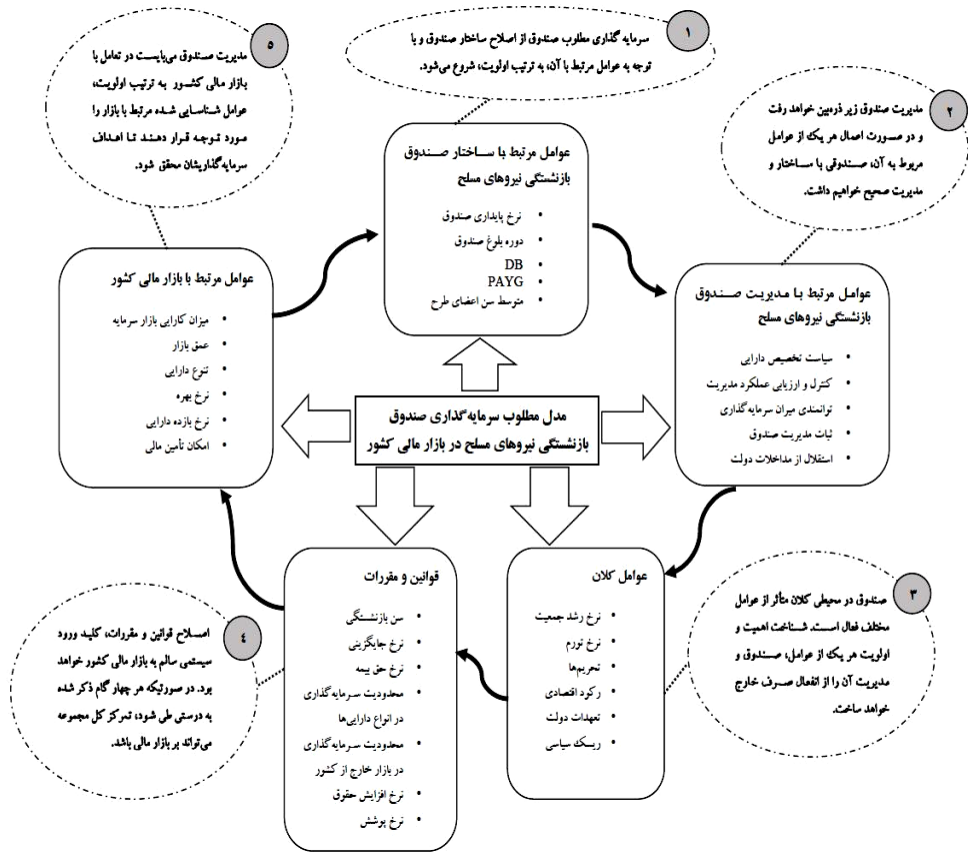 ۱
سرمایه گذاری مطلوب صندوق از اصلاح ساختار صندوق و با
توجه به عوامل مرتبط با آن، به ترتیب اولویت، شروع می‌شود.
۵
مدیریت صندوق می‌بایست در تعامل با
بازار مالی کشور به ترتیب اولویت،
عوامل شناسایی شده مرتبط با بازار را
مورد توجه قرار دهند تا اهداف
سرمایه‌گذاریشان محقق شود.
۲
مدیریت صندوق زیر ذره‌بین خواهد رفت
و در صورت اعمال هر یک از عوامل
مربوط به آن، صندوقی با ساختار و
مدیریت صحیح خواهیم داشت.
عوامل مرتبط با ساختار صندوق
بازنشستگی نیروهای مسلح
• نرخ پایداری صندوق
• دوره بلوغ صندوق
• DB
• PAYG
• متوسط سن اعضای طرح
عوامل مرتبط با مدیریت صندوق
بازنشستگی نیروهای مسلح
• سیاست تخصیص دارایی
• کنترل و ارزیابی عملکرد مدیریت
• توانمندی میران سرمایه‌گذاری
• ثبات مدیریت صندوق
• استقلال از مداخلات دولت
عوامل مرتبط با بازار مالی کشور
• میزان کارایی بازار سرمایه
• عمق بازار
• تنوع دارایی
• نرخ بهره
• نرخ بازده دارایی
• امکان تأمین مالی
مدل مطلوب سرمایه‌گذاری صندوق
بازنشستگی نیروهای مسلح در بازار مالی کشور
عوامل کلان
• نرخ رشد جمعیت
• نرخ تورم
• تحریم‌ها
• رکود اقتصادی
• تعهدات دولت
• ریسک سیاسی
قوانین و مقررات
• سن بازنشستگی
• نرخ جایگزینی
• نرخ حق بیمه
• محدودیت سرمایه‌گذاری
در انواع دارایی‌ها
• محدودیت سرمایه‌گذاری
در بازار خارج از کشور
• نرخ افزایش حقوق
• نرخ پوشش
۳
صندوق در محیطی کلان متأثر از عوامل
مختلف فعال است. شناخت اهمیت و
اولویت هر یک از عوامل، صندوق و
مدیریت آن را از انفعال صرف خارج
خواهد ساخت.
٤
اصلاح قوانین و مقررات، کلید ورود
سیستمی سالم به بازار مالی کشور خواهد
بود. در صورتیکه هر چهار گام ذکر شده
به درستی طی شود، تمرکز کل مجموعه
می‌تواند بر بازار مالی باشد.